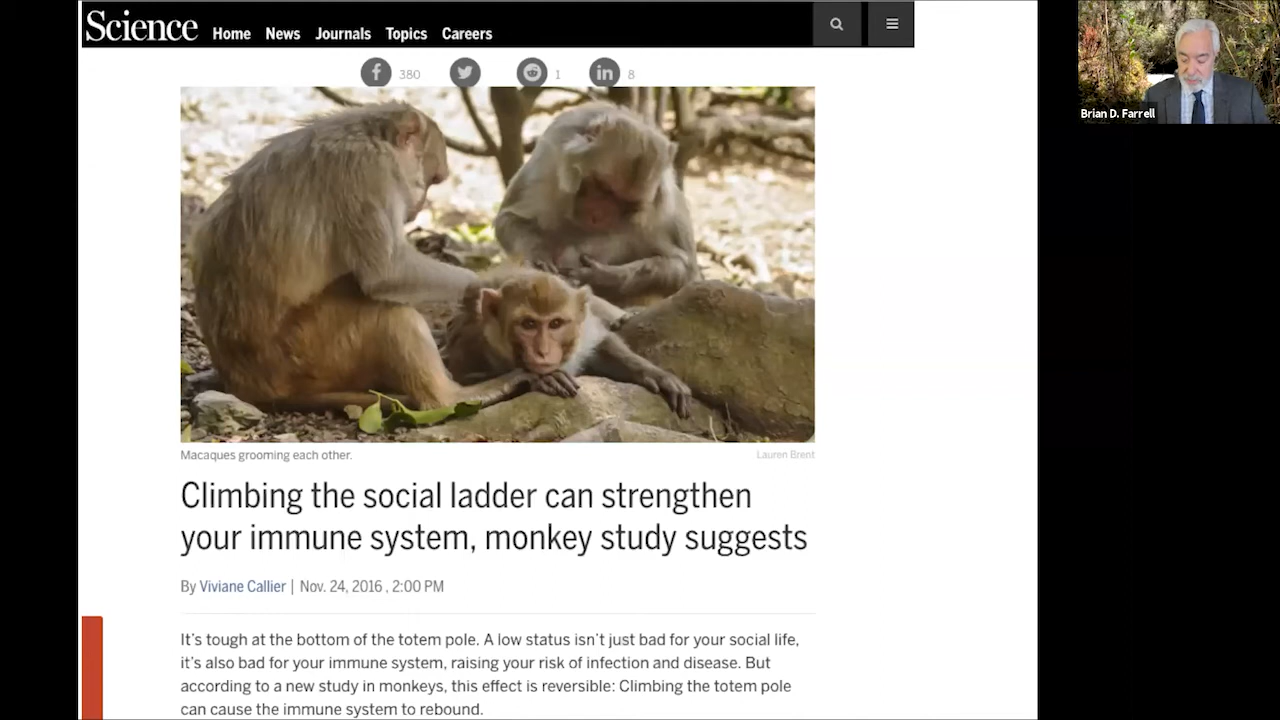 Science Home News Journals Topics Careers
380 1 in 8
Brian D. Farrell
Macaques grooming each other. Lauren Brent
Climbing the social ladder can strengthen
your immune system, monkey study suggests
By Viviane Callier | Nov. 24, 2016 , 2:00 PM
It's tough at the bottom of the totem pole. A low status isn't just bad for your social life,
it's also bad for your immune system, raising your risk of infection and disease. But
according to a new study in monkeys, this effect is reversible: Climbing the totem pole
can cause the immune system to rebound.